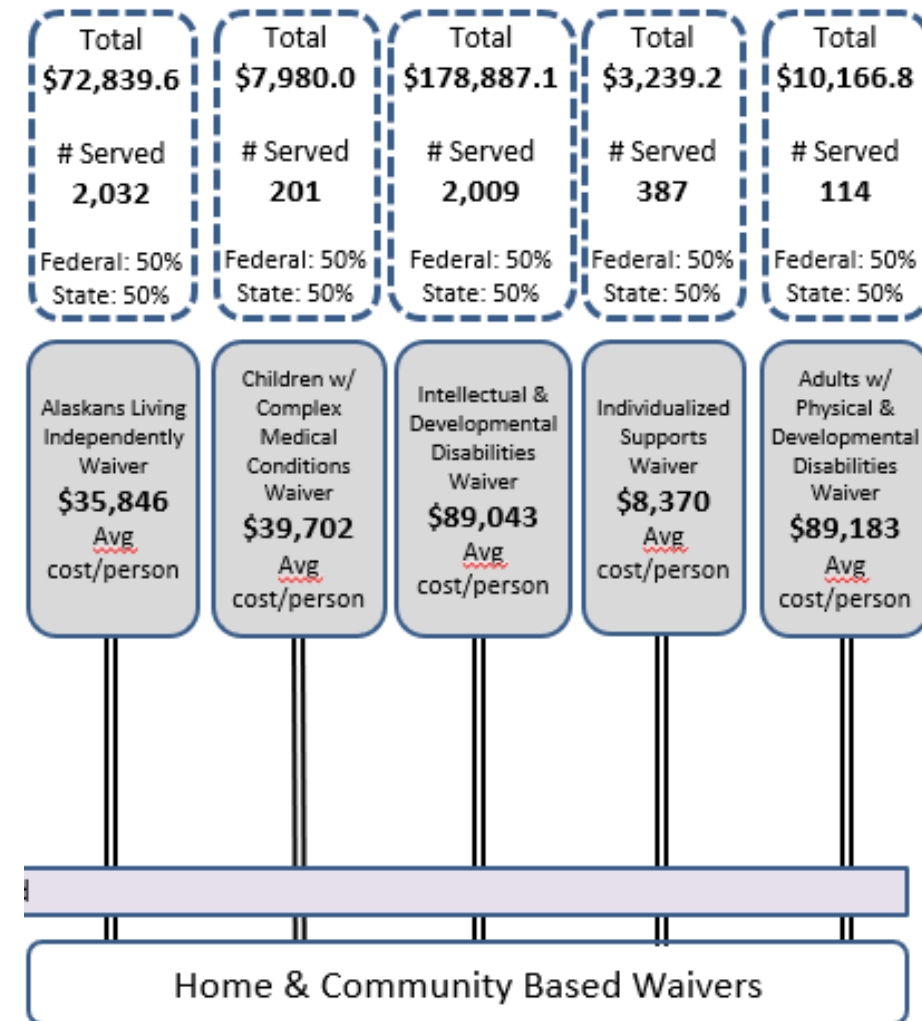 Total
$72,839.6
# Served
2,032
Federal: 50%
State: 50%
Total
$7,980.0
# Served
201
Federal: 50%
State: 50%
Total
$178,887.1
# Served
2,009
Federal: 50%
State: 50%
Total
$3,239.2
# Served
387
Federal: 50%
State: 50%
Total
$10,166.8
# Served
114
Federal: 50%
State: 50%
Alaskans Living
Independently
Waiver
$35,846
Avg
cost/person
Children w/
Complex
Medical
Conditions
Waiver
$39,702
Avg
cost/person
Intellectual &
Developmental
Disabilities
Waiver
$89,043
Avg
cost/person
Individualized
Supports
Waiver
$8,370
Avg
cost/person
Adults w/
Physical &
Developmental
Disabilities
Waiver
$89,183
Avg
cost/person
Home & Community Based Waivers